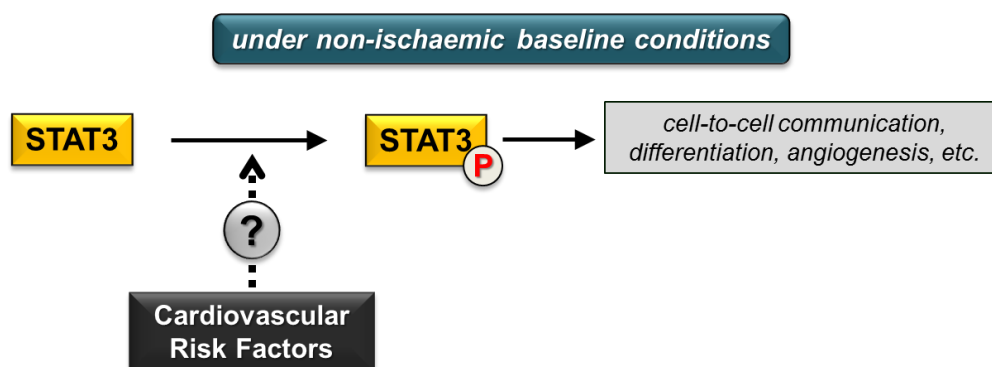 under non-ischaemic baseline conditions
STAT3
STAT3
P
cell-to-cell communication,
differentiation, angiogenesis, etc.
?
Cardiovascular
Risk Factors